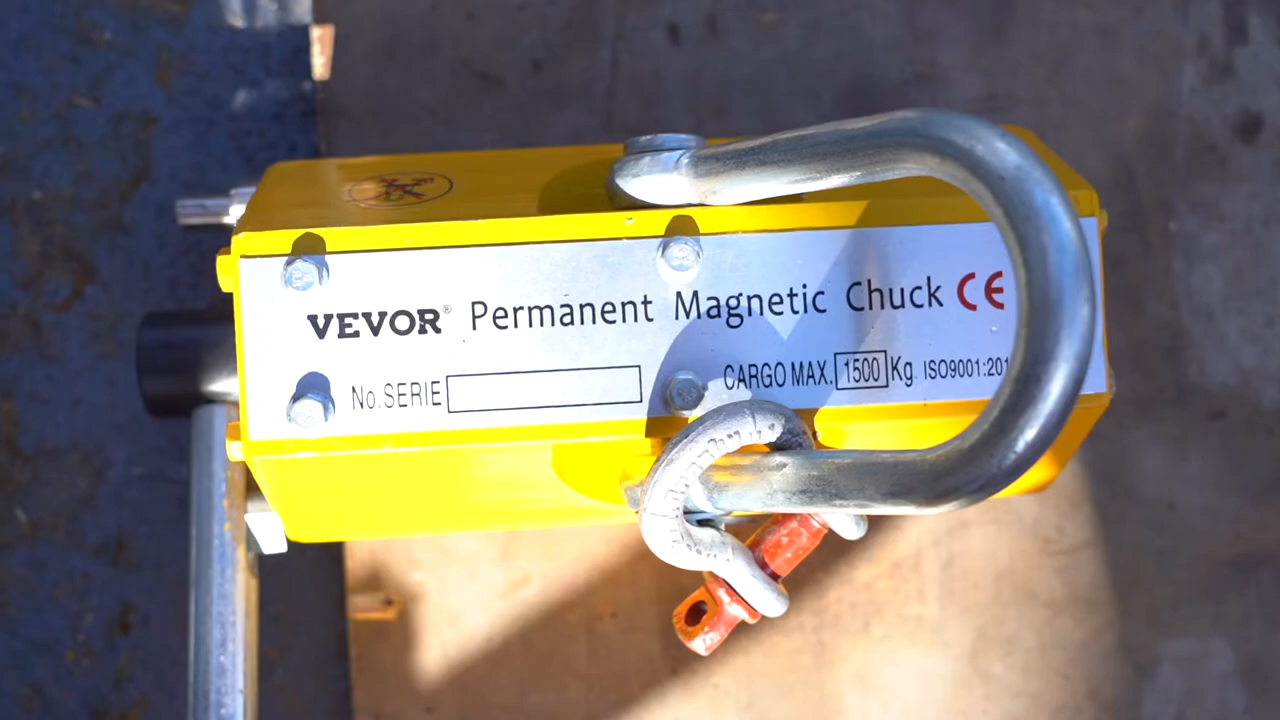 VEVOR® Permanent Magnetic Chuck CE
No.SERIE CARGO MAX. 1500 Kg. ISO9001:201